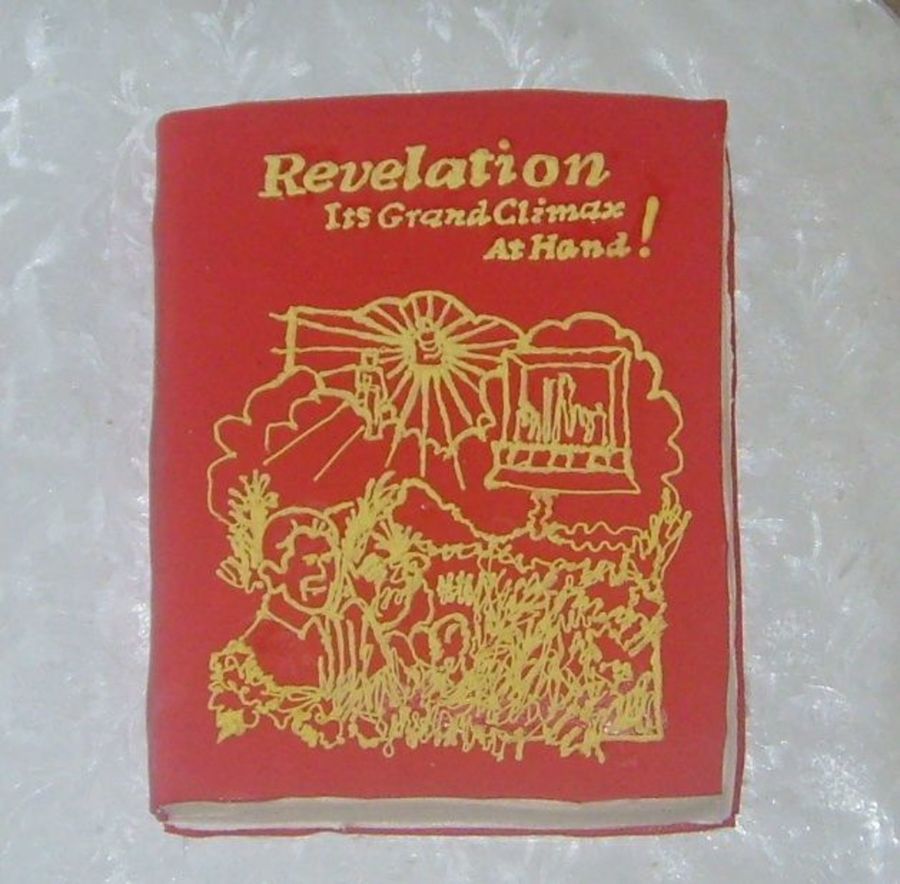 Revelation
Its Grand Climax
At Hand!